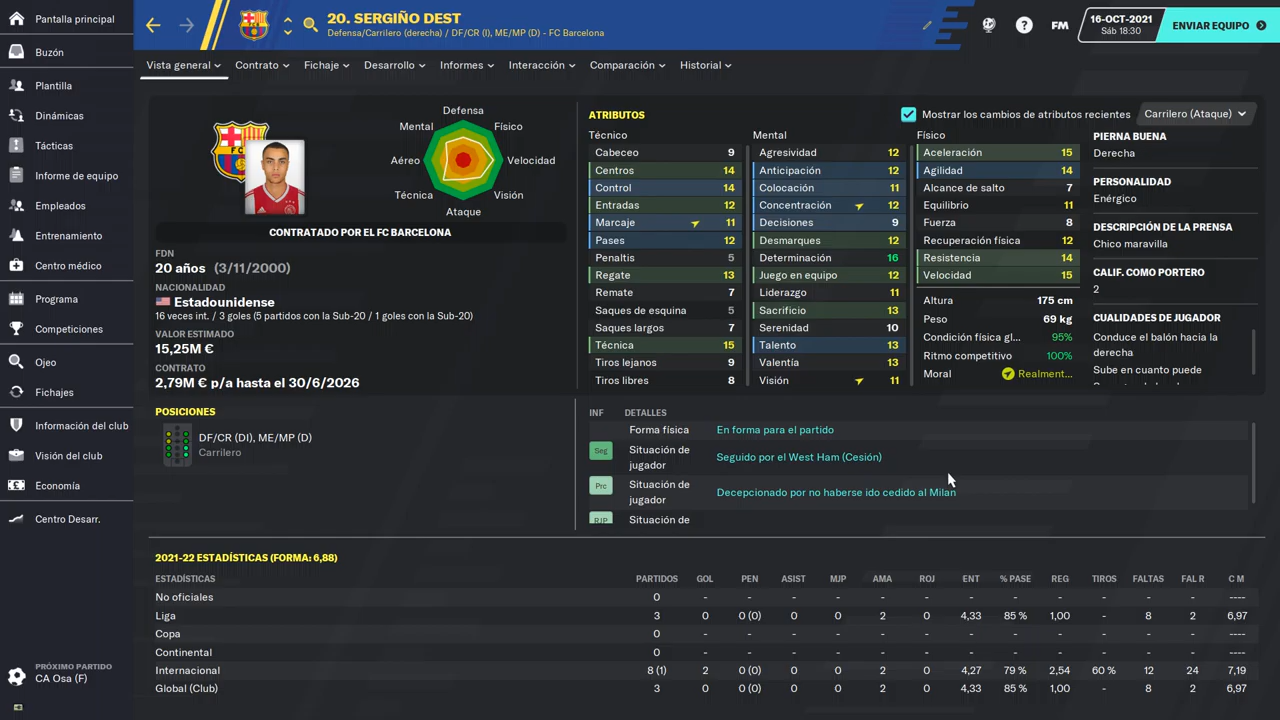 Pantalla principal
Buzón
Plantilla
Dinámicas
Tácticas
Informe de equipo
Empleados
Entrenamiento
Centro médico
Programa
Competiciones
Ojeo
Fichajes
Información del club
Visión del club
Economía
Centro Desarr.
PRÓXIMO PARTIDO
CA Osa (F)
20. SERGIÑO DEST
Defensa/Carrilero (derecha) / DF/CR (I), ME/MP (D) - FC Barcelona
FM
16-OCT-2021
Sáb 18:30
ENVIAR EQUIPO
Vista general Contrato Fichaje Desarrollo Informes Interacción Comparación Historial
Defensa
Mental Físico
Aéreo Velocidad
Técnica Visión
Ataque
CONTRATADO POR EL FC BARCELONA
FDN
20 años (3/11/2000)
NACIONALIDAD
Estadounidense
16 veces int. / 3 goles (5 partidos con la Sub-20 / 1 goles con la Sub-20)
VALOR ESTIMADO
15,25M €
CONTRATO
2,79M € p/a hasta el 30/6/2026
POSICIONES
DF/CR (DI), ME/MP (D)
Carrilero
ATRIBUTOS
Mostrar los cambios de atributos recientes
Carrilero (Ataque)
Técnico
Cabeceo 9
Centros 14
Control 14
Entradas 12
Marcaje 11
Pases 12
Penaltis 5
Regate 13
Remate 7
Saques de esquina 5
Saques largos 7
Técnica 15
Tiros lejanos 9
Tiros libres 8
Mental
Agresividad 12
Anticipación 12
Colocación 11
Concentración 12
Decisiones 9
Desmarques 12
Determinación 16
Juego en equipo 12
Liderazgo 11
Sacrificio 13
Serenidad 10
Talento 13
Valentía 13
Visión 11
Físico
Aceleración 15
Agilidad 14
Alcance de salto 7
Equilibrio 11
Fuerza 8
Recuperación física 12
Resistencia 14
Velocidad 15
Altura 175 cm
Peso 69 kg
Condición física gl... 95%
Ritmo competitivo 100%
Moral Realment...
PIERNA BUENA
Derecha
PERSONALIDAD
Enérgico
DESCRIPCIÓN DE LA PRENSA
Chico maravilla
CALIF. COMO PORTERO
2
CUALIDADES DE JUGADOR
Conduce el balón hacia la
derecha
Sube en cuanto puede
INF DETALLES
Forma física En forma para el partido
Seg Situación de jugador Seguido por el West Ham (Cesión)
Prc Situación de jugador Decepcionado por no haberse ido cedido al Milan
RJP Situación de
2021-22 ESTADÍSTICAS (FORMA: 6,88)
ESTADÍSTICAS PARTIDOS GOL PEN ASIST MJP AMA ROJ ENT % PASE REG TIROS FALTAS FAL R C M
No oficiales 0 - - - - - - - - - - - - ----
Liga 3 0 0 (0) 0 0 2 0 4,33 85 % 1,00 - 8 2 6,97
Copa 0 - - - - - - - - - - - - ----
Continental 0 - - - - - - - - - - - - ----
Internacional 8 (1) 2 0 (0) 0 0 2 0 4,27 79 % 2,54 60 % 12 24 7,19
Global (Club) 3 0 0 (0) 0 0 2 0 4,33 85 % 1,00 - 8 2 6,97